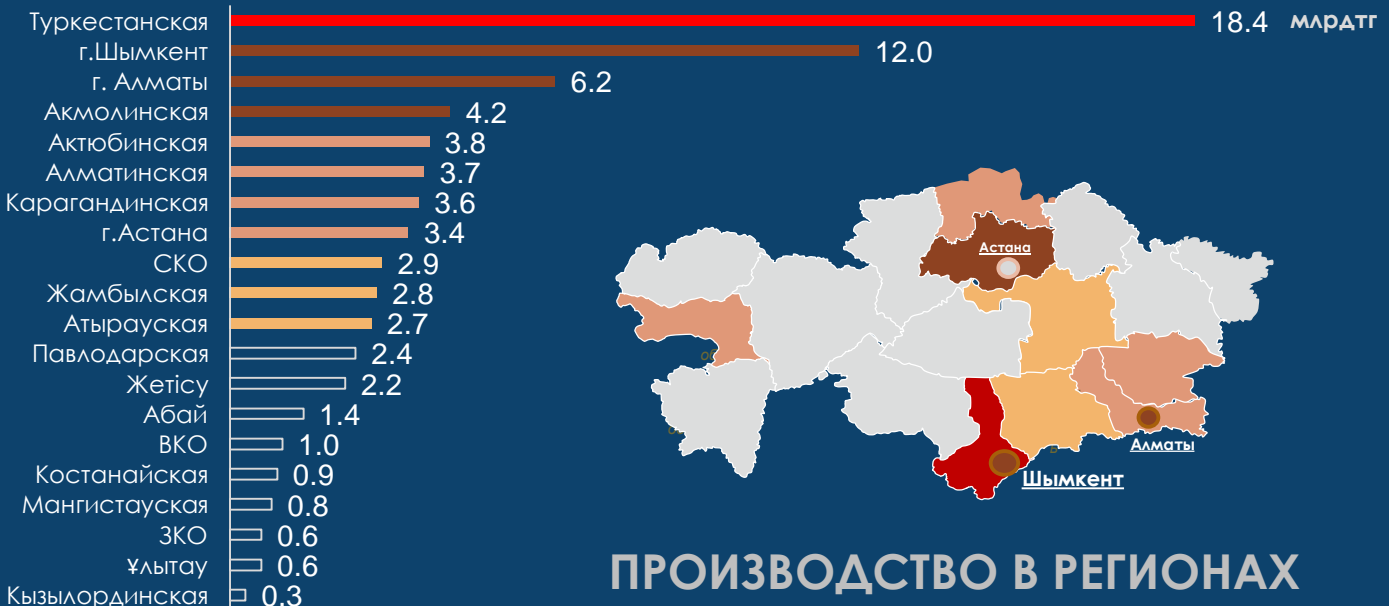 Туркестанская 18.4 млрдтг
г.Шымкент 12.0
г. Алматы 6.2
Акмолинская 4.2
Актюбинская 3.8
Алматинская 3.7
Карагандинская 3.6
г.Астана 3.4
СКО 2.9
Жамбылская 2.8
Атырауская 2.7
Павлодарская 2.4
Жетісу 2.2
Абай 1.4
ВКО 1.0
Костанайская 0.9
Мангистауская 0.8
ЗКО 0.6
Ұлытау 0.6
Кызылординская 0.3
Астана
Алматы
Шымкент
ПРОИЗВОДСТВО В РЕГИОНАХ